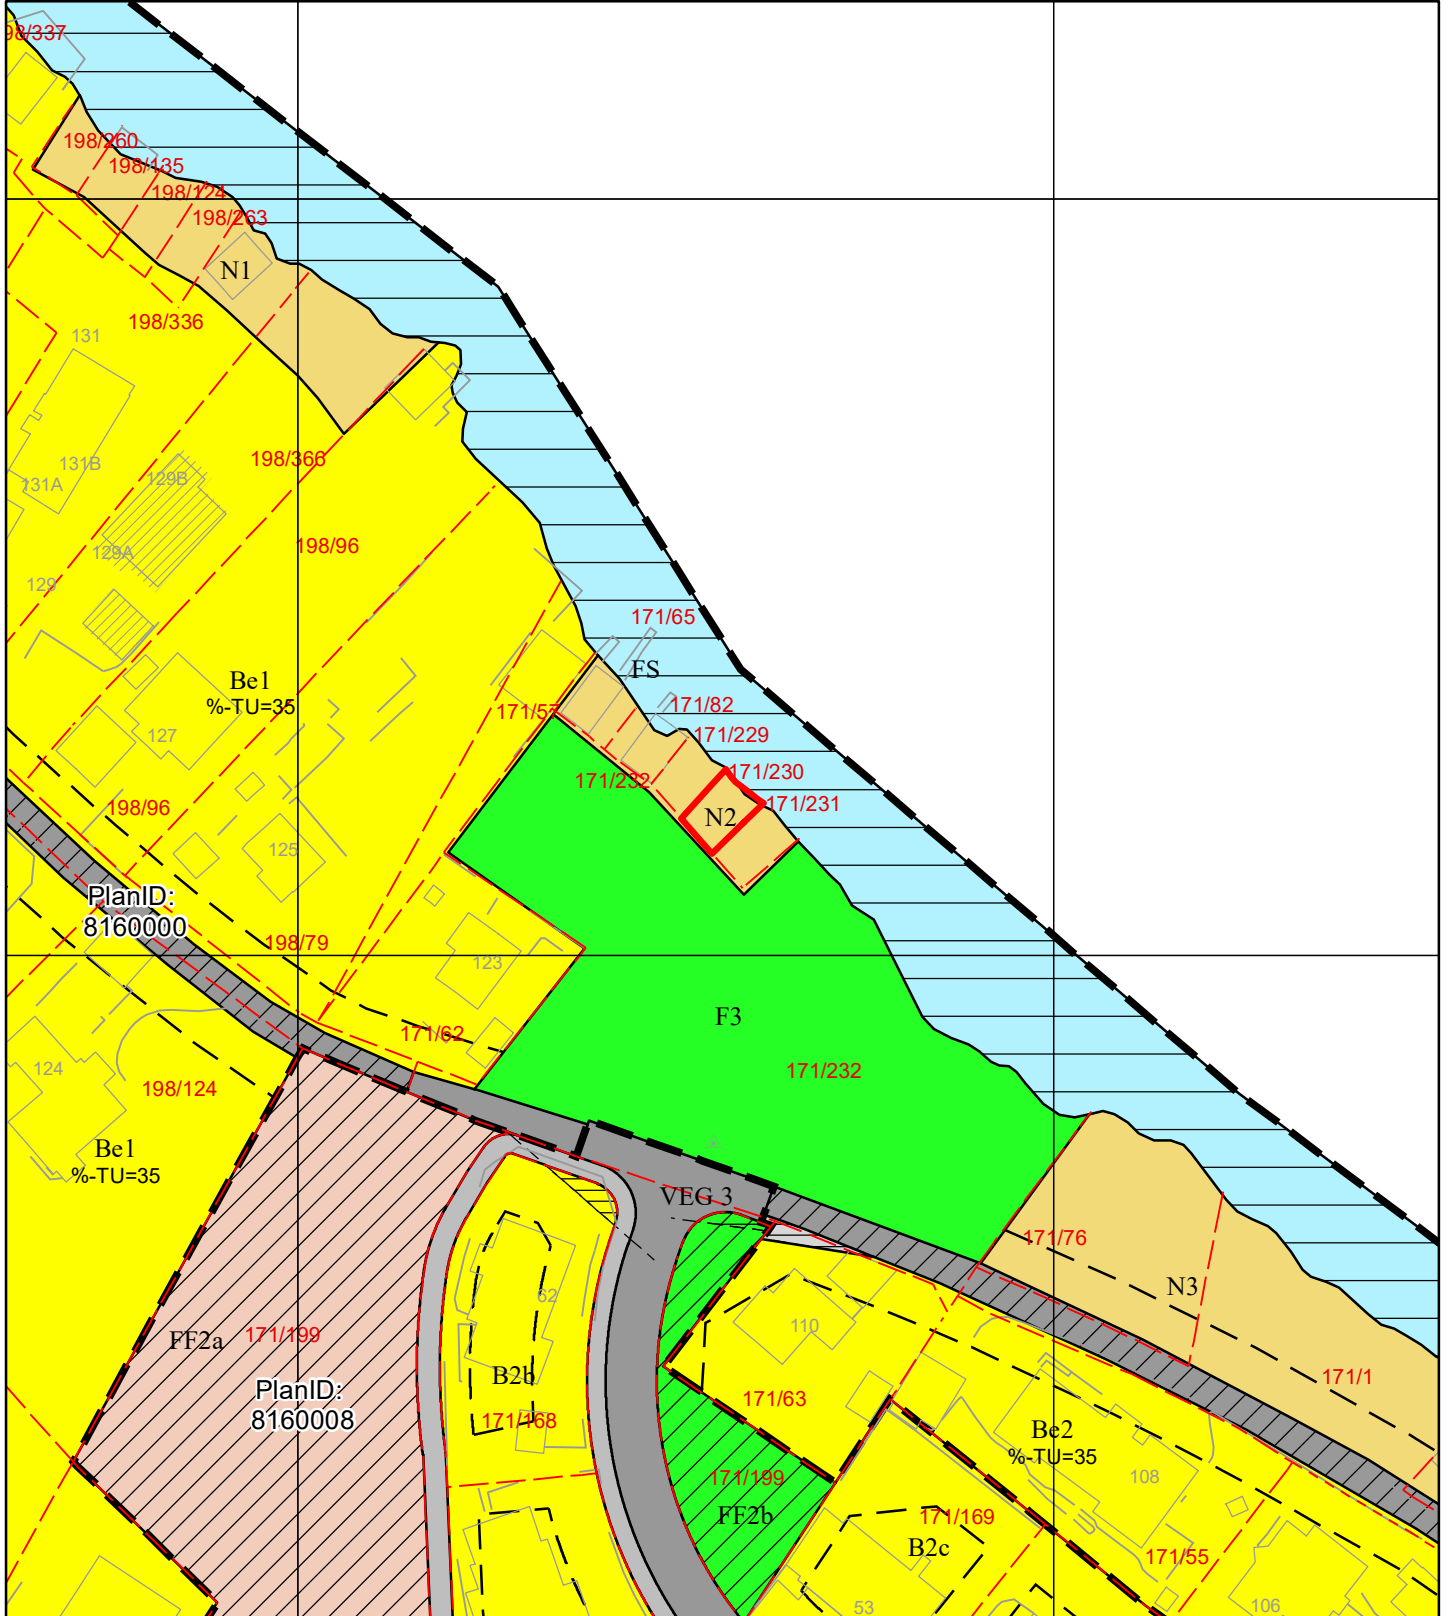 98/337
198/260
198/135
198/124
198/263
N1
198/336
131
198/366
131B
129B
131A
198/96
129A
129
171/65
FS
Be1
%-TU=35
171/57
171/82
127
171/229
171/230
171/232
171/231
198/96
N2
125
PlanID:
8160000
198/79
123
F3
171/62
171/232
124
198/124
Be1
%-TU=35
VEG 3
171/76
N3
62
110
171/199
FF2a
B2b
171/1
PlanID:
8160008
171/63
171/168
Be2
%-TU=35
171/199
108
FF2b
171/169
B2c
171/55
53
106